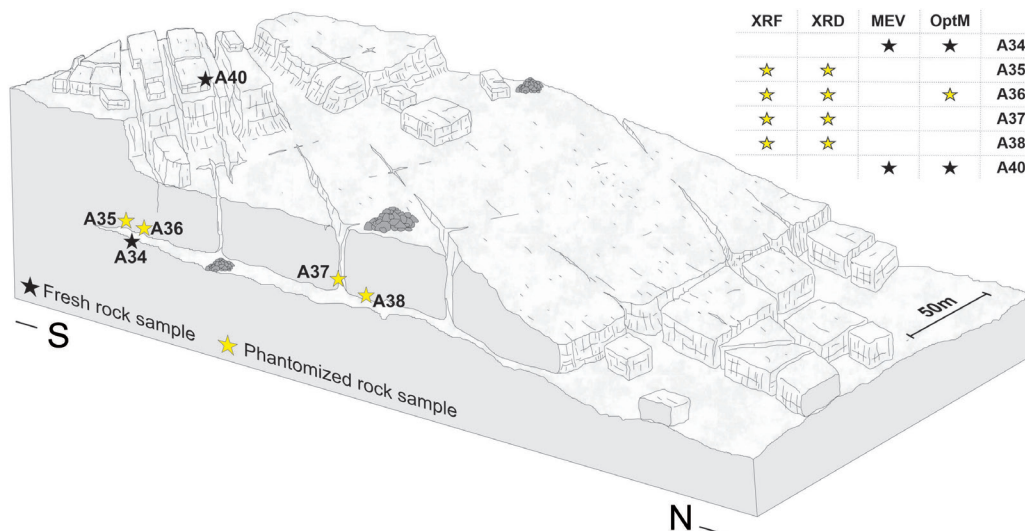 XRF XRD MEV OptM
A34
A35
A36
A37
A38
A40
A40
A35
A36
A34
A37
A38
50m
Fresh rock sample
Phantomized rock sample
S
N